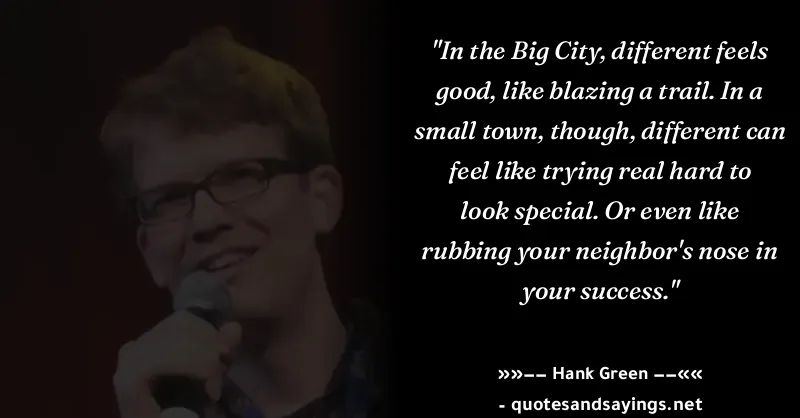 "In the Big City, different feels
good, like blazing a trail. In a
small town, though, different can
feel like trying real hard to
look special. Or even like
rubbing your neighbor's nose in
your success."
»»—— Hank Green ——««
- quotesandsayings.net